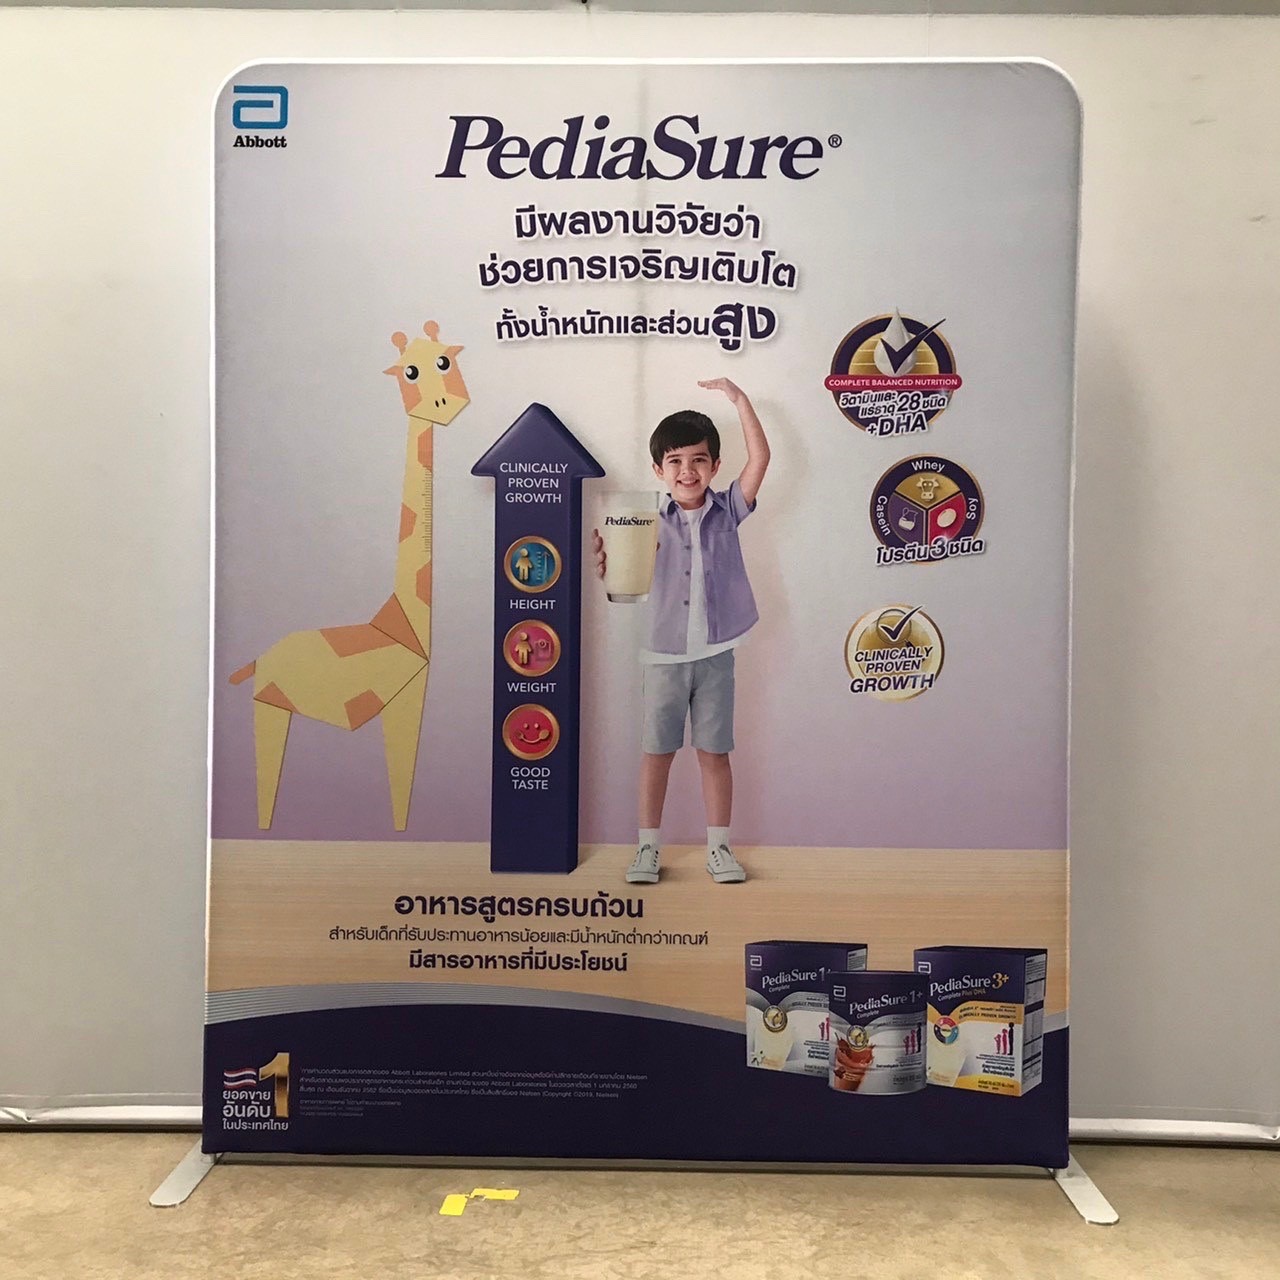 Abbott
PediaSure®
มีผลงานวิจัยว่า
ช่วยการเจริญเติบโต
ทั้งน้ำหนักและส่วนสูง
COMPLETE BALANCED NUTRITION
วิตามินและ
แร่ธาตุ 28 ชนิด
+DHA
CLINICALLY
PROVEN
GROWTH
PediaSure
Whey
Casein
Soy
โปรตีน 3 ชนิด
HEIGHT
WEIGHT
GOOD
TASTE
CLINICALLY
PROVEN
GROWTH
อาหารสูตรครบถ้วน
สำหรับเด็กที่รับประทานอาหารน้อยและมีน้ำหนักต่ำกว่าเกณฑ์
มีสารอาหารที่มีประโยชน์
PediaSure 1+
Complete
PediaSure 1+
Complete
PediaSure 3+
Complete Plus DHA
CLINICALLY PROVEN GROWTH
1
ยอดขาย
อันดับ
ในประเทศไทย